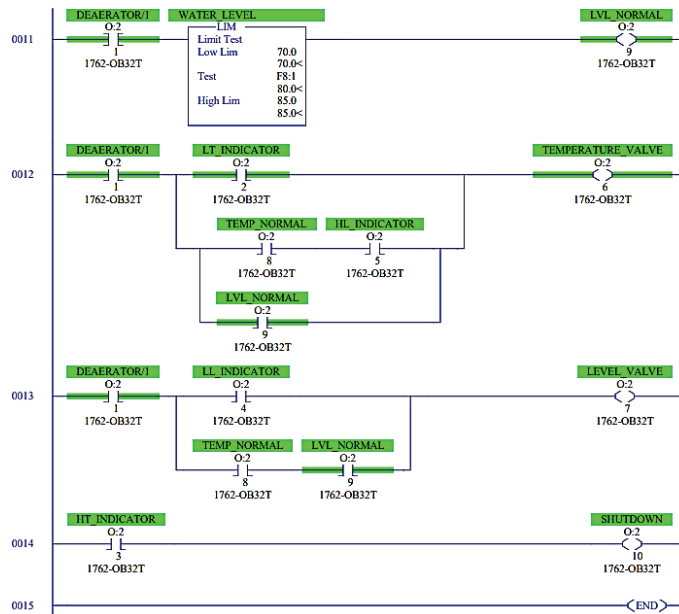 DEAERATOR/1 WATER_LEVEL LVL_NORMAL
O:2 LIM O:2
0011 Limit Test
1 Low Lim 70.0 9
1762-OB32T 70.0< 1762-OB32T
Test F8:1
80.0<
High Lim 85.0
85.0<
DEAERATOR/1 LT_INDICATOR TEMPERATURE_VALVE
O:2 O:2 O:2
0012
1 2 6
1762-OB32T 1762-OB32T 1762-OB32T
TEMP_NORMAL HL_INDICATOR
O:2 O:2
8 5
1762-OB32T 1762-OB32T
LVL_NORMAL
O:2
9
1762-OB32T
DEAERATOR/1 LL_INDICATOR LEVEL_VALVE
O:2 O:2 O:2
0013
1 4 7
1762-OB32T 1762-OB32T 1762-OB32T
TEMP_NORMAL LVL_NORMAL
O:2 O:2
8 9
1762-OB32T 1762-OB32T
HT_INDICATOR SHUTDOWN
O:2 O:2
0014
3 10
1762-OB32T 1762-OB32T
0015 END